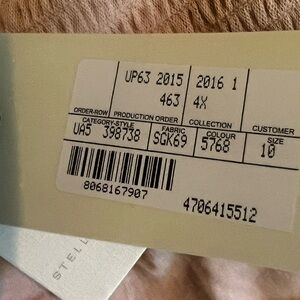 UP63 2015 2016 1
463 4X
ORDER-ROW PRODUCTION ORDER COLLECTION CUSTOMER
CATEGORY-STYLE FABRIC COLOUR SIZE
UA5 398738 SGK69 5768 10
8068167907
4706415512
STELL